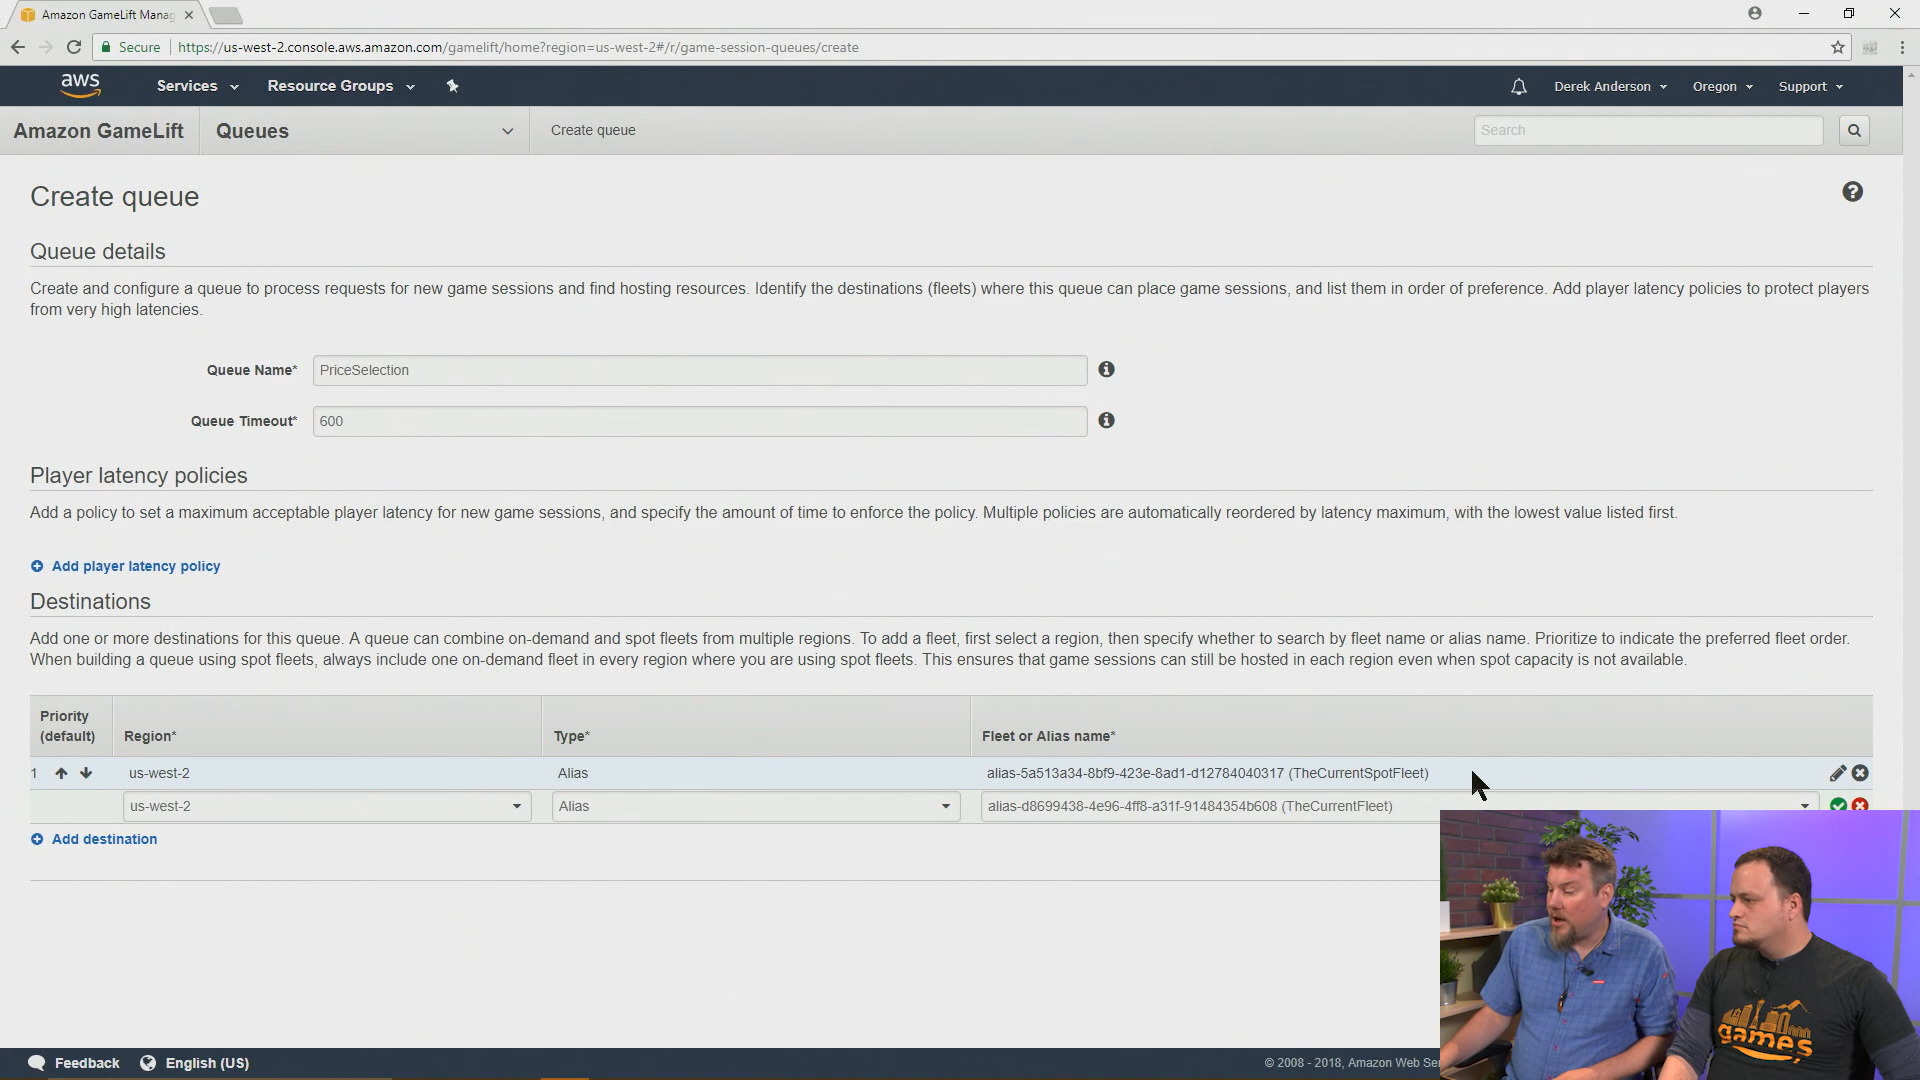 Amazon GameLift Manag
Secure
https://us-west-2.console.aws.amazon.com/gamelift/home?region=us-west-2#/r/game-session-queues/create
aws
Services
Resource Groups
Derek Anderson
Oregon
Support
Amazon GameLift
Queues
Create queue
Search
Create queue
Queue details
Create and configure a queue to process requests for new game sessions and find hosting resources. Identify the destinations (fleets) where this queue can place game sessions, and list them in order of preference. Add player latency policies to protect players
from very high latencies.
Queue Name* PriceSelection
Queue Timeout* 600
Player latency policies
Add a policy to set a maximum acceptable player latency for new game sessions, and specify the amount of time to enforce the policy. Multiple policies are automatically reordered by latency maximum, with the lowest value listed first.
Add player latency policy
Destinations
Add one or more destinations for this queue. A queue can combine on-demand and spot fleets from multiple regions. To add a fleet, first select a region, then specify whether to search by fleet name or alias name. Prioritize to indicate the preferred fleet order.
When building a queue using spot fleets, always include one on-demand fleet in every region where you are using spot fleets. This ensures that game sessions can still be hosted in each region even when spot capacity is not available.
Priority
(default) Region* Type* Fleet or Alias name*
1 us-west-2 Alias alias-5a513a34-8bf9-423e-8ad1-d12784040317 (TheCurrentSpotFleet)
us-west-2 Alias alias-d8699438-4e96-4ff8-a31f-91484354b608 (TheCurrentFleet)
Add destination
games
Feedback
English (US)
© 2008 - 2018, Amazon Web Ser